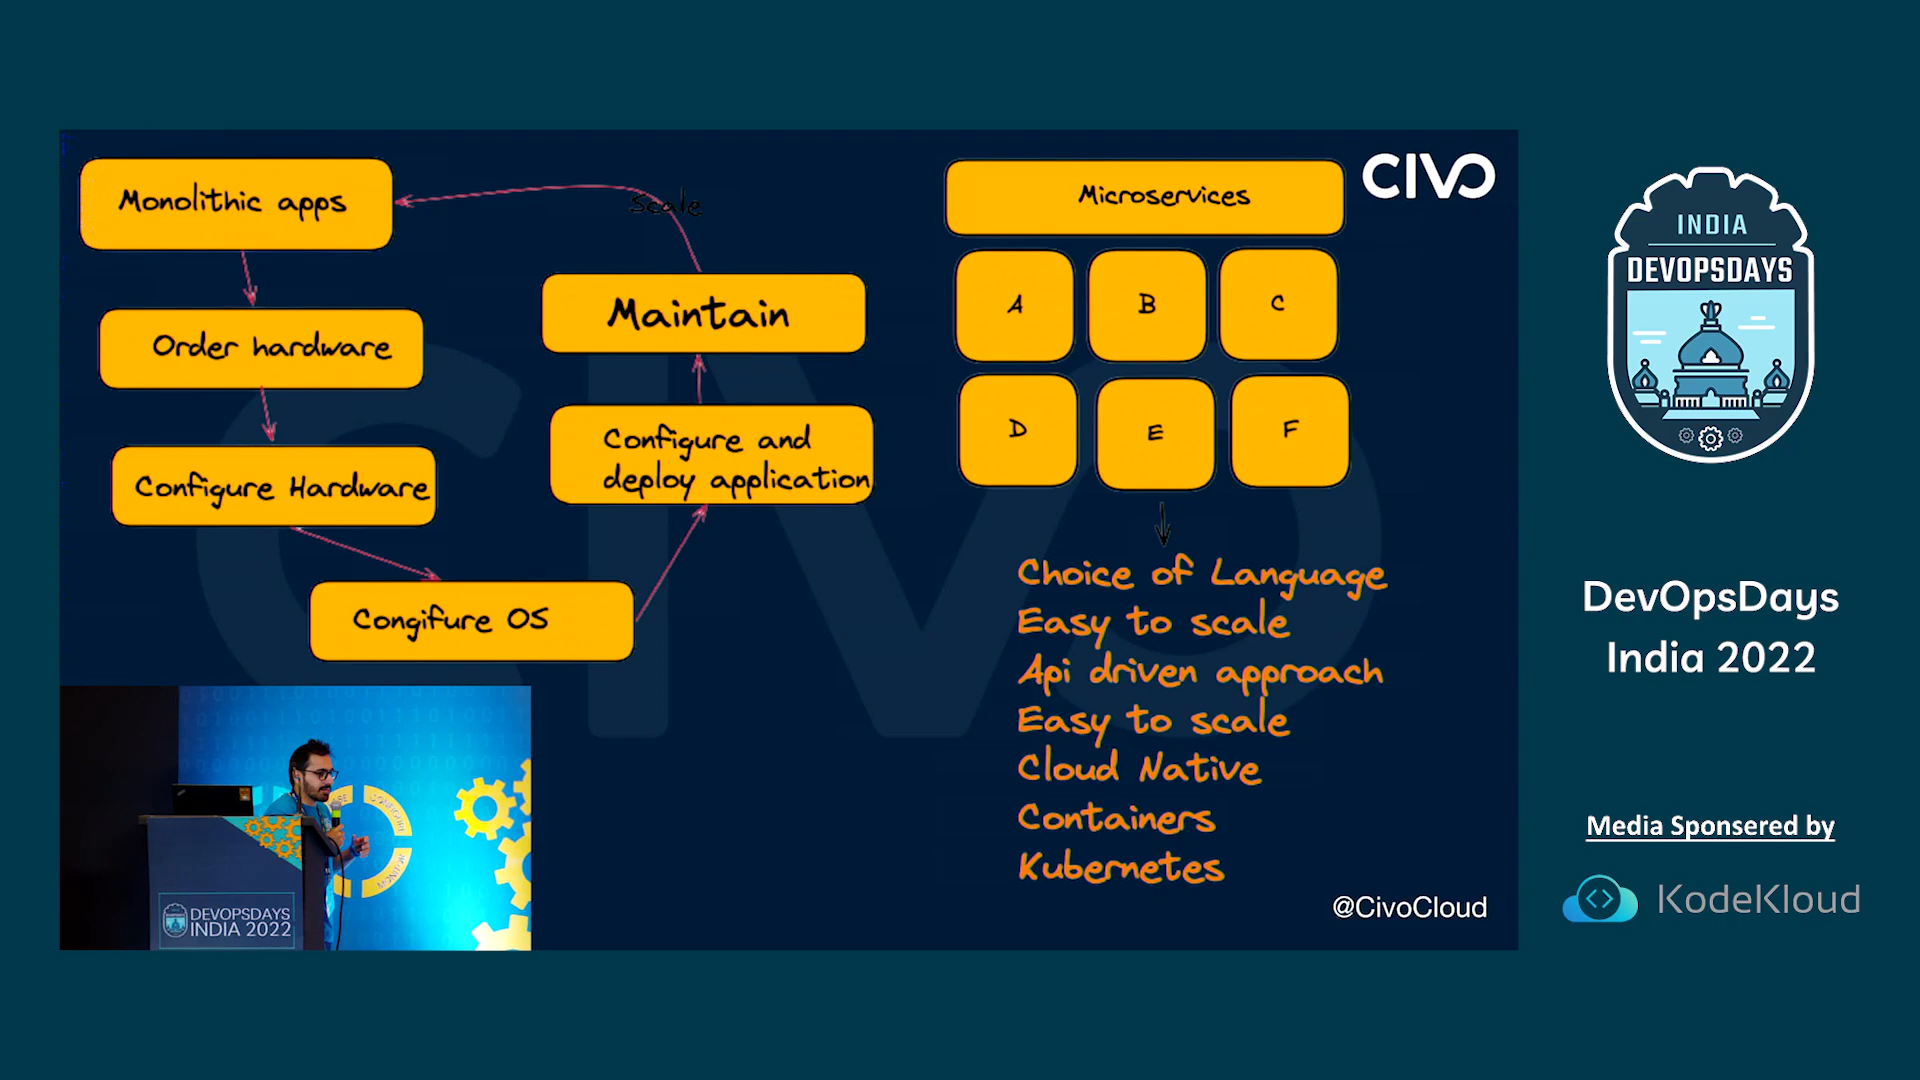 Monolithic apps
Scale
Order hardware
Configure Hardware
Congifure OS
Maintain
Configure and
deploy application
Microservices
CIVO
A
B
C
D
E
F
Choice of Language
Easy to scale
Api driven approach
Easy to scale
Cloud Native
Containers
Kubernetes
@CivoCloud
DEVOPSDAYS
INDIA 2022
CONFIGURE
MONITOR
INDIA
DEVOPSDAYS
DevOpsDays
India 2022
Media Sponsered by
KodeKloud